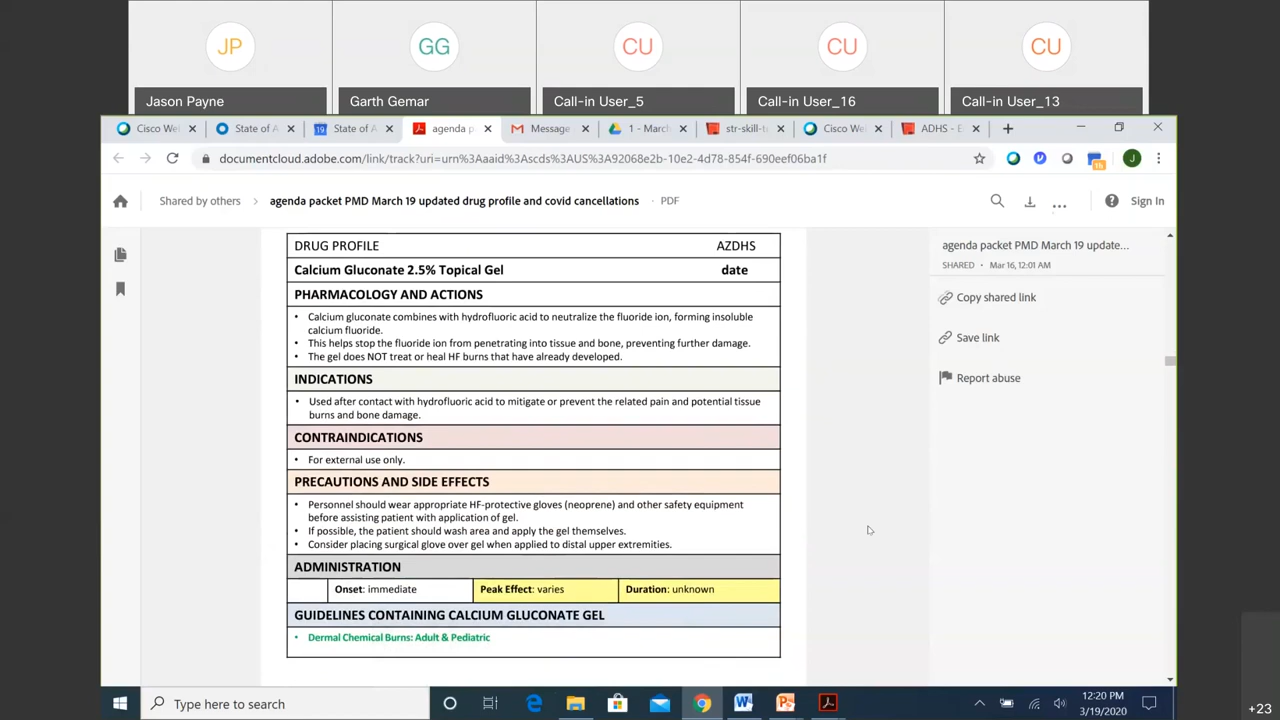 JP
GG
CU
CU
CU
Jason Payne
Garth Gemar
Call-in User_5
Call-in User_16
Call-in User_13
Cisco We
State of A
State of A
agenda p
Message
1 - March
str-skill-t
Cisco We
ADHS - E
documentcloud.adobe.com/link/track?uri=urn%3Aaaid%3Ascds%3AUS%3A92068e2b-10e2-4d78-854f-690eef06ba1f
J
Shared by others
agenda packet PMD March 19 updated drug profile and covid cancellations
PDF
Sign In
DRUG PROFILE AZDHS
Calcium Gluconate 2.5% Topical Gel date
PHARMACOLOGY AND ACTIONS
• Calcium gluconate combines with hydrofluoric acid to neutralize the fluoride ion, forming insoluble
calcium fluoride.
• This helps stop the fluoride ion from penetrating into tissue and bone, preventing further damage.
• The gel does NOT treat or heal HF burns that have already developed.
INDICATIONS
• Used after contact with hydrofluoric acid to mitigate or prevent the related pain and potential tissue
burns and bone damage.
CONTRAINDICATIONS
• For external use only.
PRECAUTIONS AND SIDE EFFECTS
• Personnel should wear appropriate HF-protective gloves (neoprene) and other safety equipment
before assisting patient with application of gel.
• If possible, the patient should wash area and apply the gel themselves.
• Consider placing surgical glove over gel when applied to distal upper extremities.
ADMINISTRATION
Onset: immediate Peak Effect: varies Duration: unknown
GUIDELINES CONTAINING CALCIUM GLUCONATE GEL
• Dermal Chemical Burns: Adult & Pediatric
agenda packet PMD March 19 update...
SHARED • Mar 16, 12:01 AM
Copy shared link
Save link
Report abuse
Type here to search
12:20 PM
3/19/2020
+23